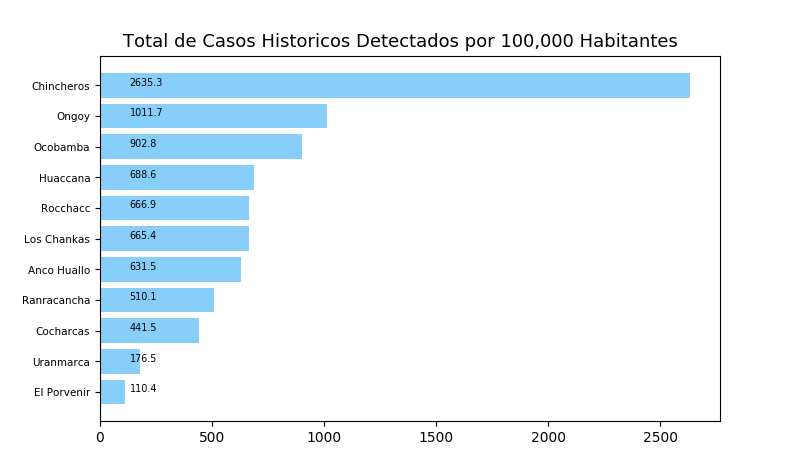 Total de Casos Historicos Detectados por 100,000 Habitantes
Chincheros 2635.3
Ongoy 1011.7
Ocobamba 902.8
Huaccana 688.6
Rocchacc 666.9
Los Chankas 665.4
Anco Huallo 631.5
Ranracancha 510.1
Cocharcas 441.5
Uranmarca 176.5
El Porvenir 110.4
0 500 1000 1500 2000 2500